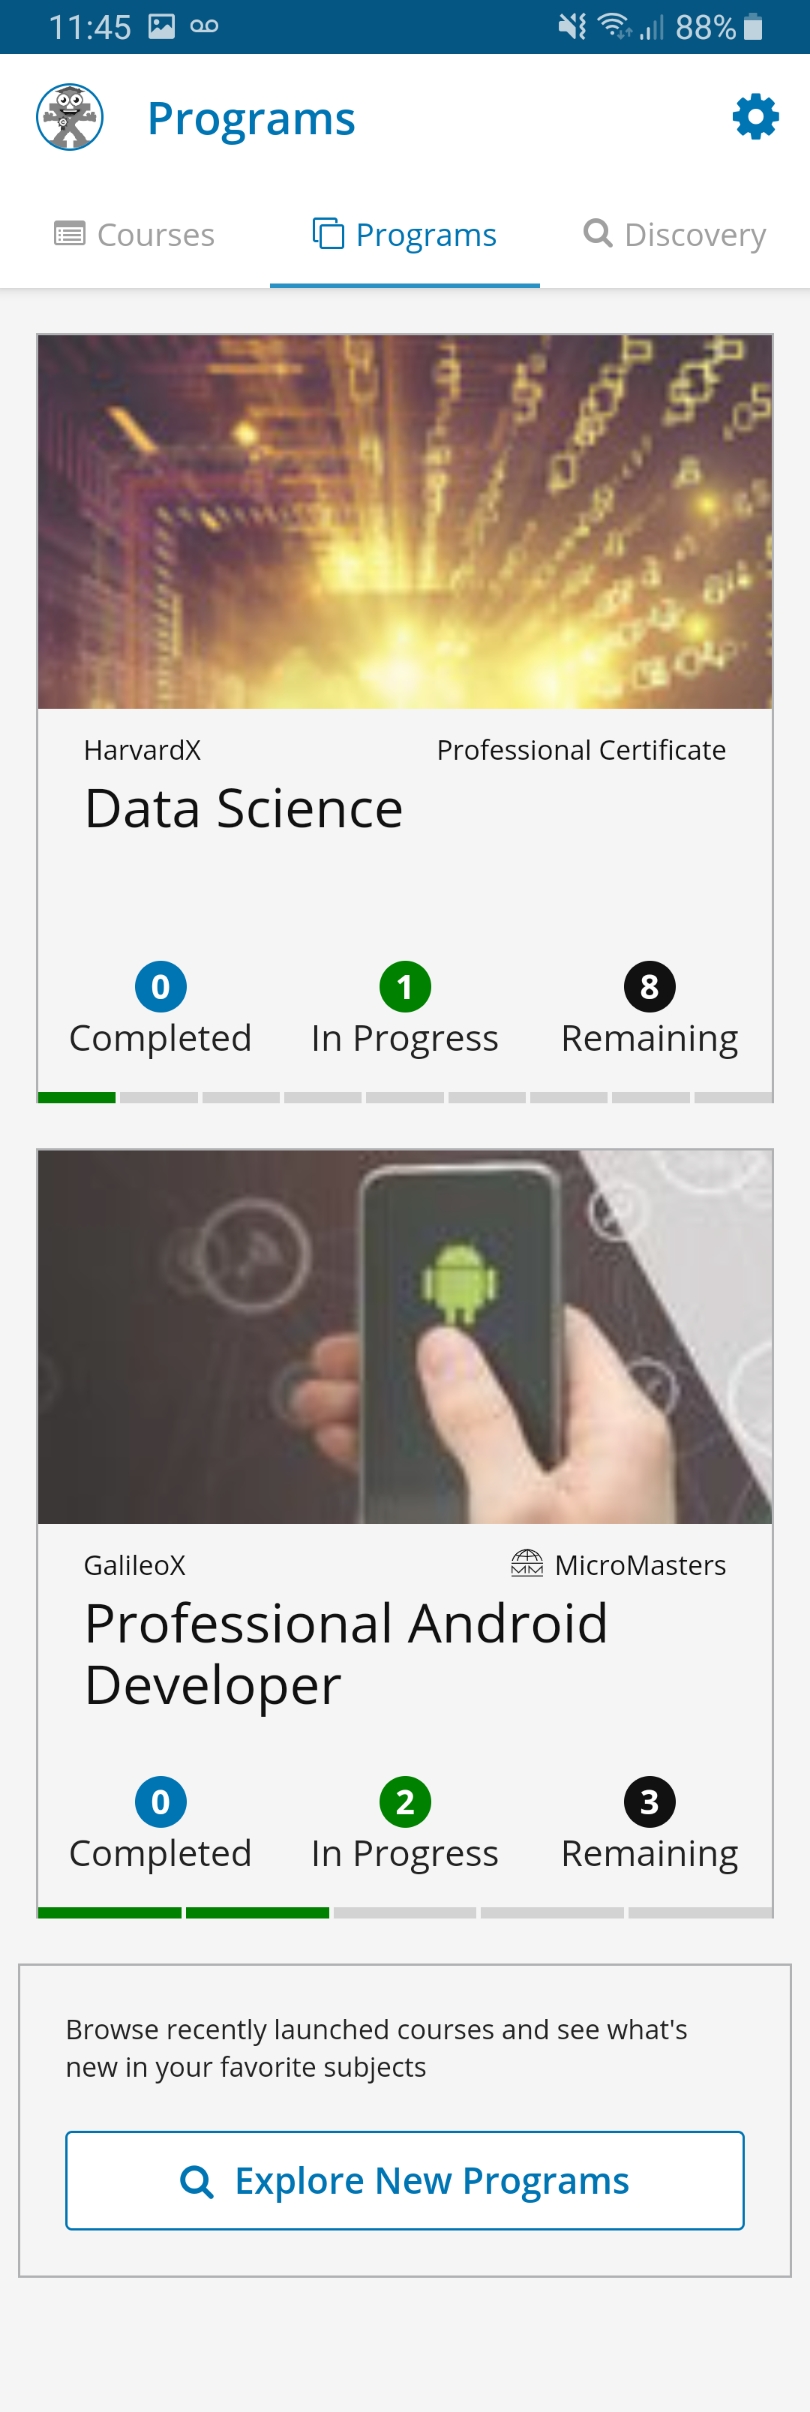 11:45 88%
Programs
Courses Programs Discovery
HarvardX Professional Certificate
Data Science
0 1 8
Completed In Progress Remaining
GalileoX MicroMasters
Professional Android
Developer
0 2 3
Completed In Progress Remaining
Browse recently launched courses and see what's
new in your favorite subjects
Explore New Programs